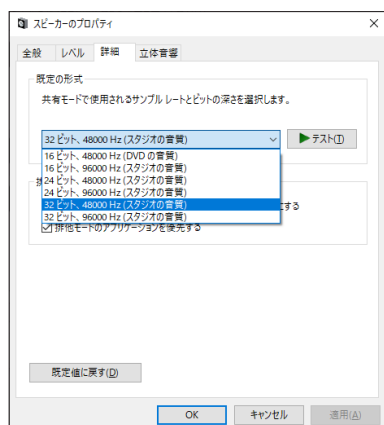 スピーカーのプロパティ
全般 レベル 詳細 立体音響
既定の形式
共有モードで使用されるサンプル レートとビットの深さを選択します。
32 ビット、48000 Hz (スタジオの音質) テスト(T)
16 ビット、48000 Hz (DVD の音質)
16 ビット、96000 Hz (スタジオの音質)
24 ビット、48000 Hz (スタジオの音質)
24 ビット、96000 Hz (スタジオの音質)
32 ビット、48000 Hz (スタジオの音質)
にする
32 ビット、96000 Hz (スタジオの音質)
排他モードのアプリケーションを優先する
既定値に戻す(D)
OK キャンセル 適用(A)